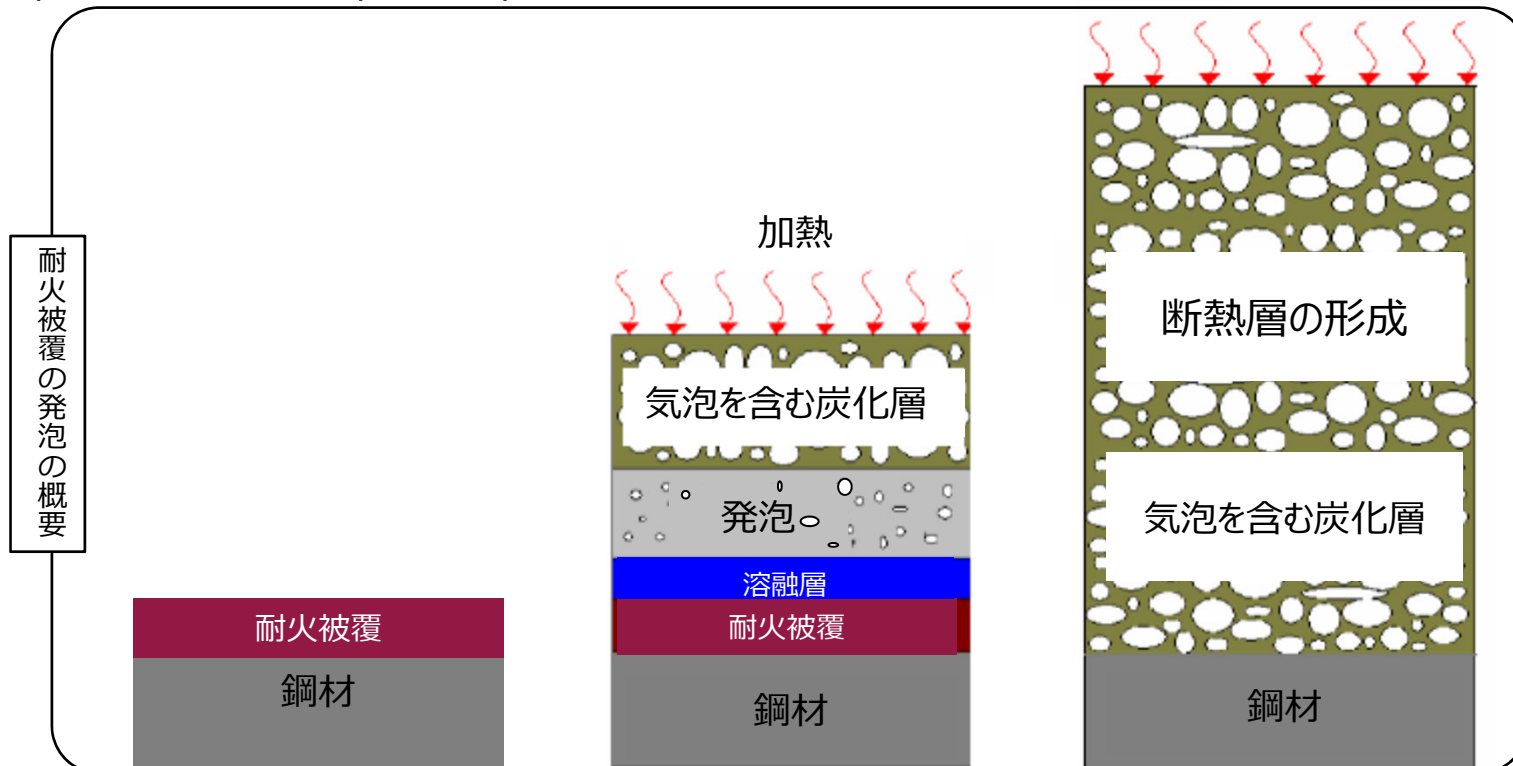 耐火被覆の発泡の概要
耐火被覆
鋼材
加熱
気泡を含む炭化層
発泡
溶融層
耐火被覆
鋼材
断熱層の形成
気泡を含む炭化層
鋼材